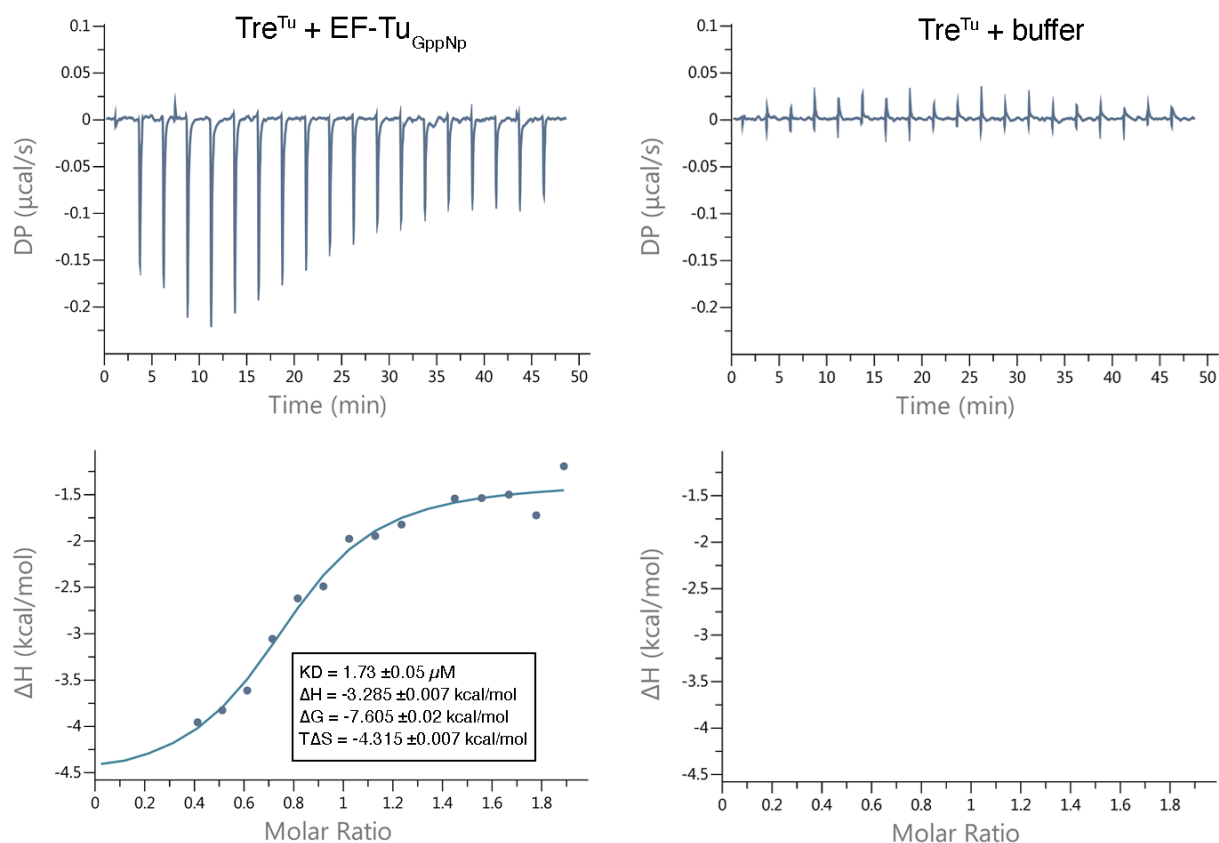 Tre^Tu + EF-Tu_GppNp
0.1
0.05
0
-0.05
-0.1
-0.15
-0.2
DP (µcal/s)
0 5 10 15 20 25 30 35 40 45 50
Time (min)
Tre^Tu + buffer
0.1
0.05
0
-0.05
-0.1
-0.15
-0.2
DP (µcal/s)
0 5 10 15 20 25 30 35 40 45 50
Time (min)
-1.5
-2
-2.5
-3
-3.5
-4
-4.5
ΔH (kcal/mol)
KD = 1.73 ±0.05 µM
ΔH = -3.285 ±0.007 kcal/mol
ΔG = -7.605 ±0.02 kcal/mol
TΔS = -4.315 ±0.007 kcal/mol
0 0.2 0.4 0.6 0.8 1 1.2 1.4 1.6 1.8
Molar Ratio
-1.5
-2
-2.5
-3
-3.5
-4
-4.5
ΔH (kcal/mol)
0 0.2 0.4 0.6 0.8 1 1.2 1.4 1.6 1.8
Molar Ratio